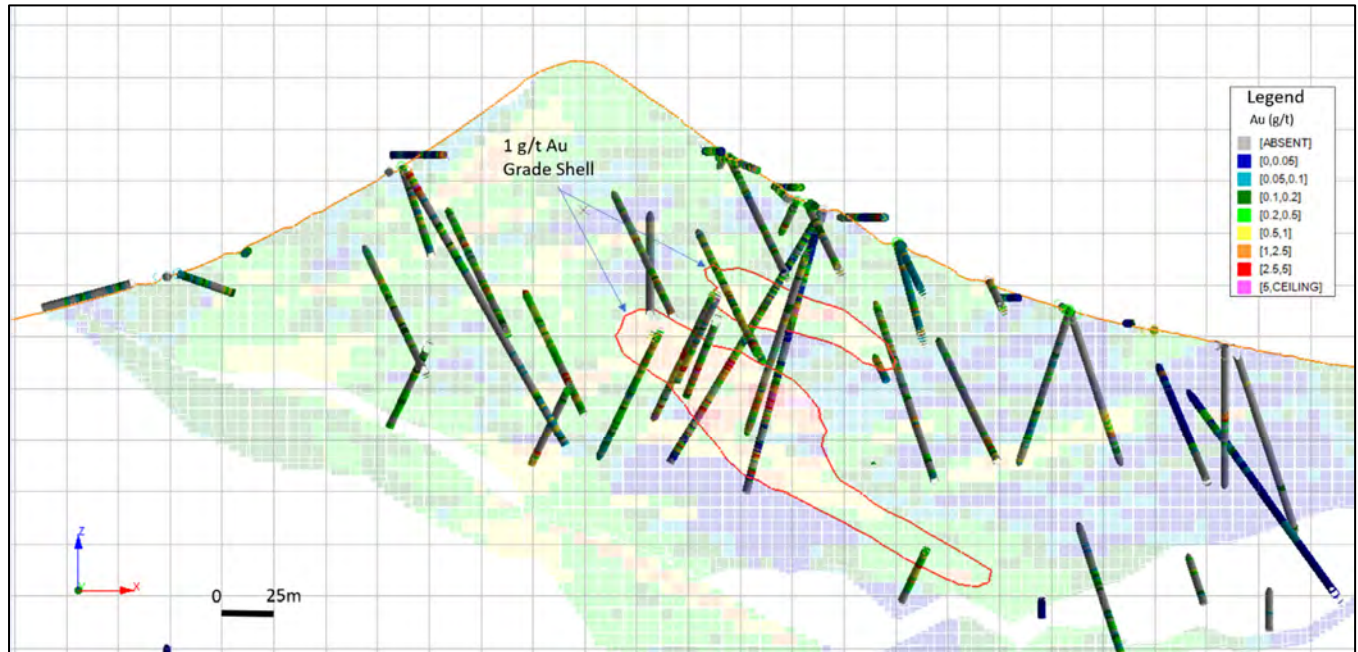 1 g/t Au
Grade Shell
Legend
Au (g/t)
[ABSENT]
[0,0.05]
[0.05,0.1]
[0.1,0.2]
[0.2,0.5]
[0.5,1]
[1,2.5]
[2.5,5]
[5,CEILING]
Z
X
0 25m